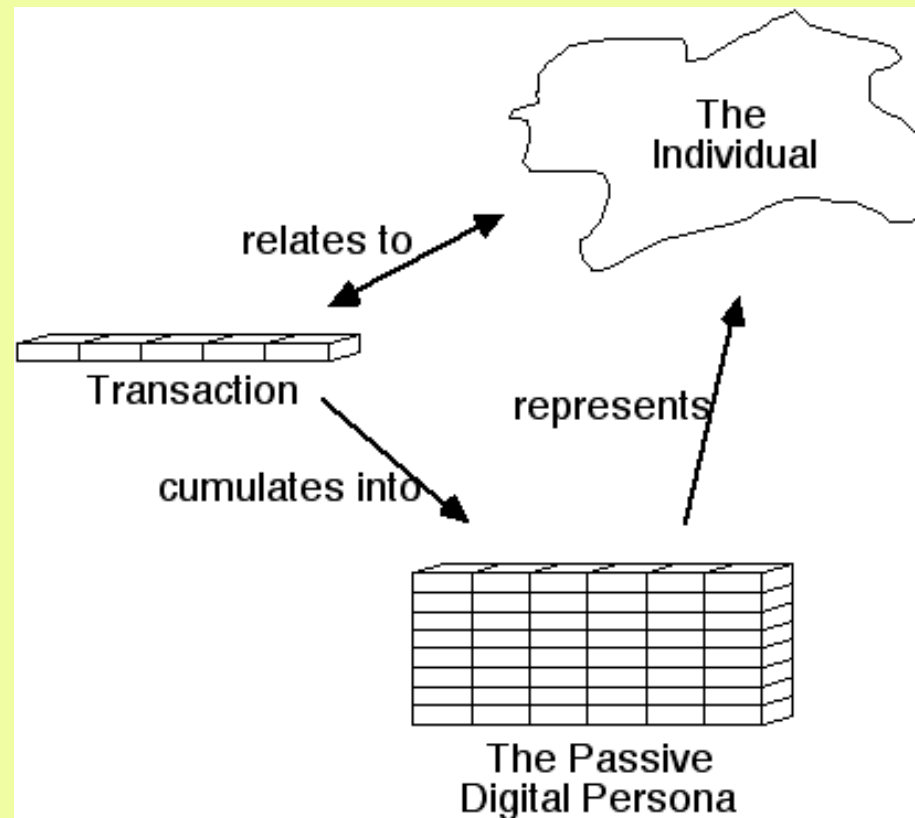 The
Individual
relates to
Transaction
represents
cumulates into
The Passive
Digital Persona